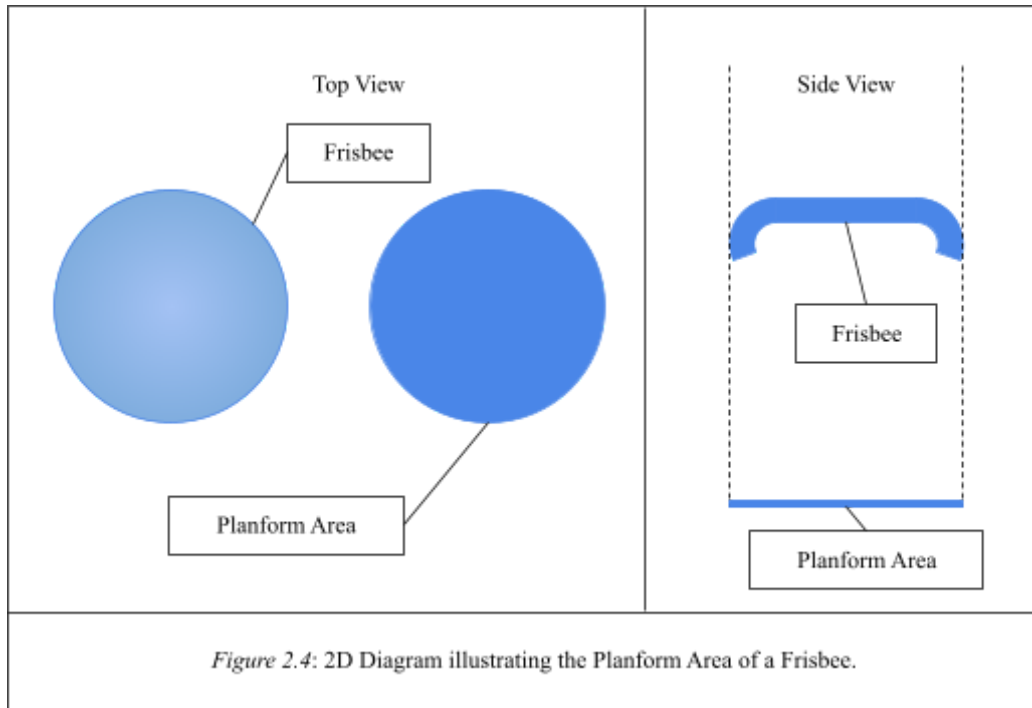 Top View
Frisbee
Planform Area
Side View
Frisbee
Planform Area
Figure 2.4: 2D Diagram illustrating the Planform Area of a Frisbee.